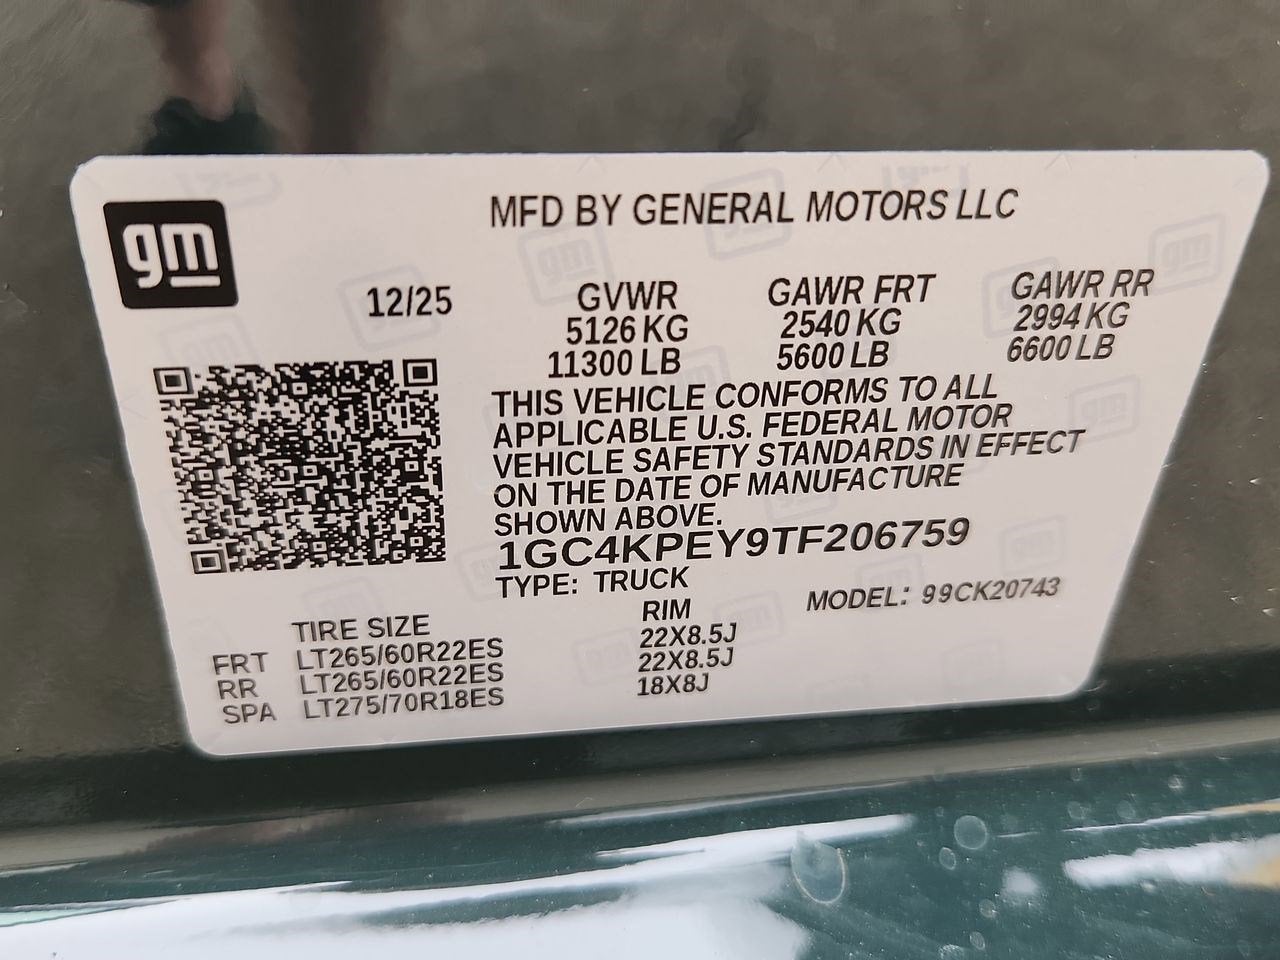 gm
MFD BY GENERAL MOTORS LLC
12/25 GVWR GAWR FRT GAWR RR
5126 KG 2540 KG 2994 KG
11300 LB 5600 LB 6600 LB
THIS VEHICLE CONFORMS TO ALL
APPLICABLE U.S. FEDERAL MOTOR
VEHICLE SAFETY STANDARDS IN EFFECT
ON THE DATE OF MANUFACTURE
SHOWN ABOVE.
1GC4KPEY9TF206759
TYPE: TRUCK
MODEL: 99CK20743
TIRE SIZE RIM
FRT LT265/60R22ES 22X8.5J
RR LT265/60R22ES 22X8.5J
SPA LT275/70R18ES 18X8J